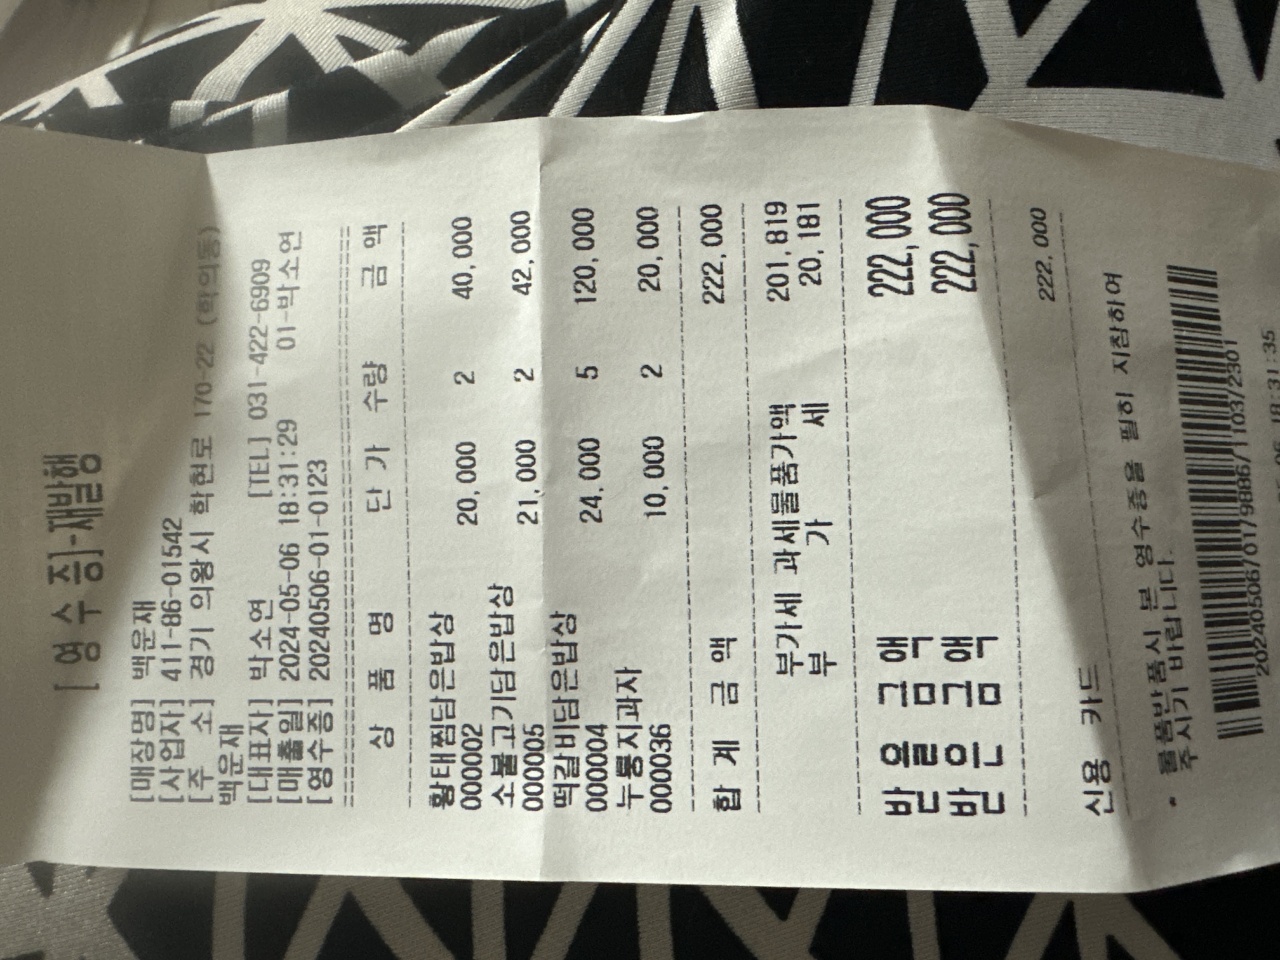 [ 영 수 증]-재발행
[매장명] 백운재
[사업자] 411-86-01542
[주 소] 경기 의왕시 학현로 170-22 (학의동)
백운재
[대표자] 박소연 [TEL] 031-422-6909
[매출일] 2024-05-06 18:31:29 01-박소연
[영수증] 20240506-01-0123
상 품 명 단 가 수량 금 액
황태찜담은밥상
000002 20,000 2 40,000
소불고기담은밥상
000005 21,000 2 42,000
떡갈비담은밥상
000004 24,000 5 120,000
누룽지과자
000036 10,000 2 20,000
합 계 금 액 222,000
부가세 과세물품가액 201,819
부 가 세 20,181
받 을 금 액 222,000
받 은 금 액 222,000
신용 카드 222,000
* 물품반품시 본 영수증을 필히 지참하여
주시기 바랍니다.
18:31:35